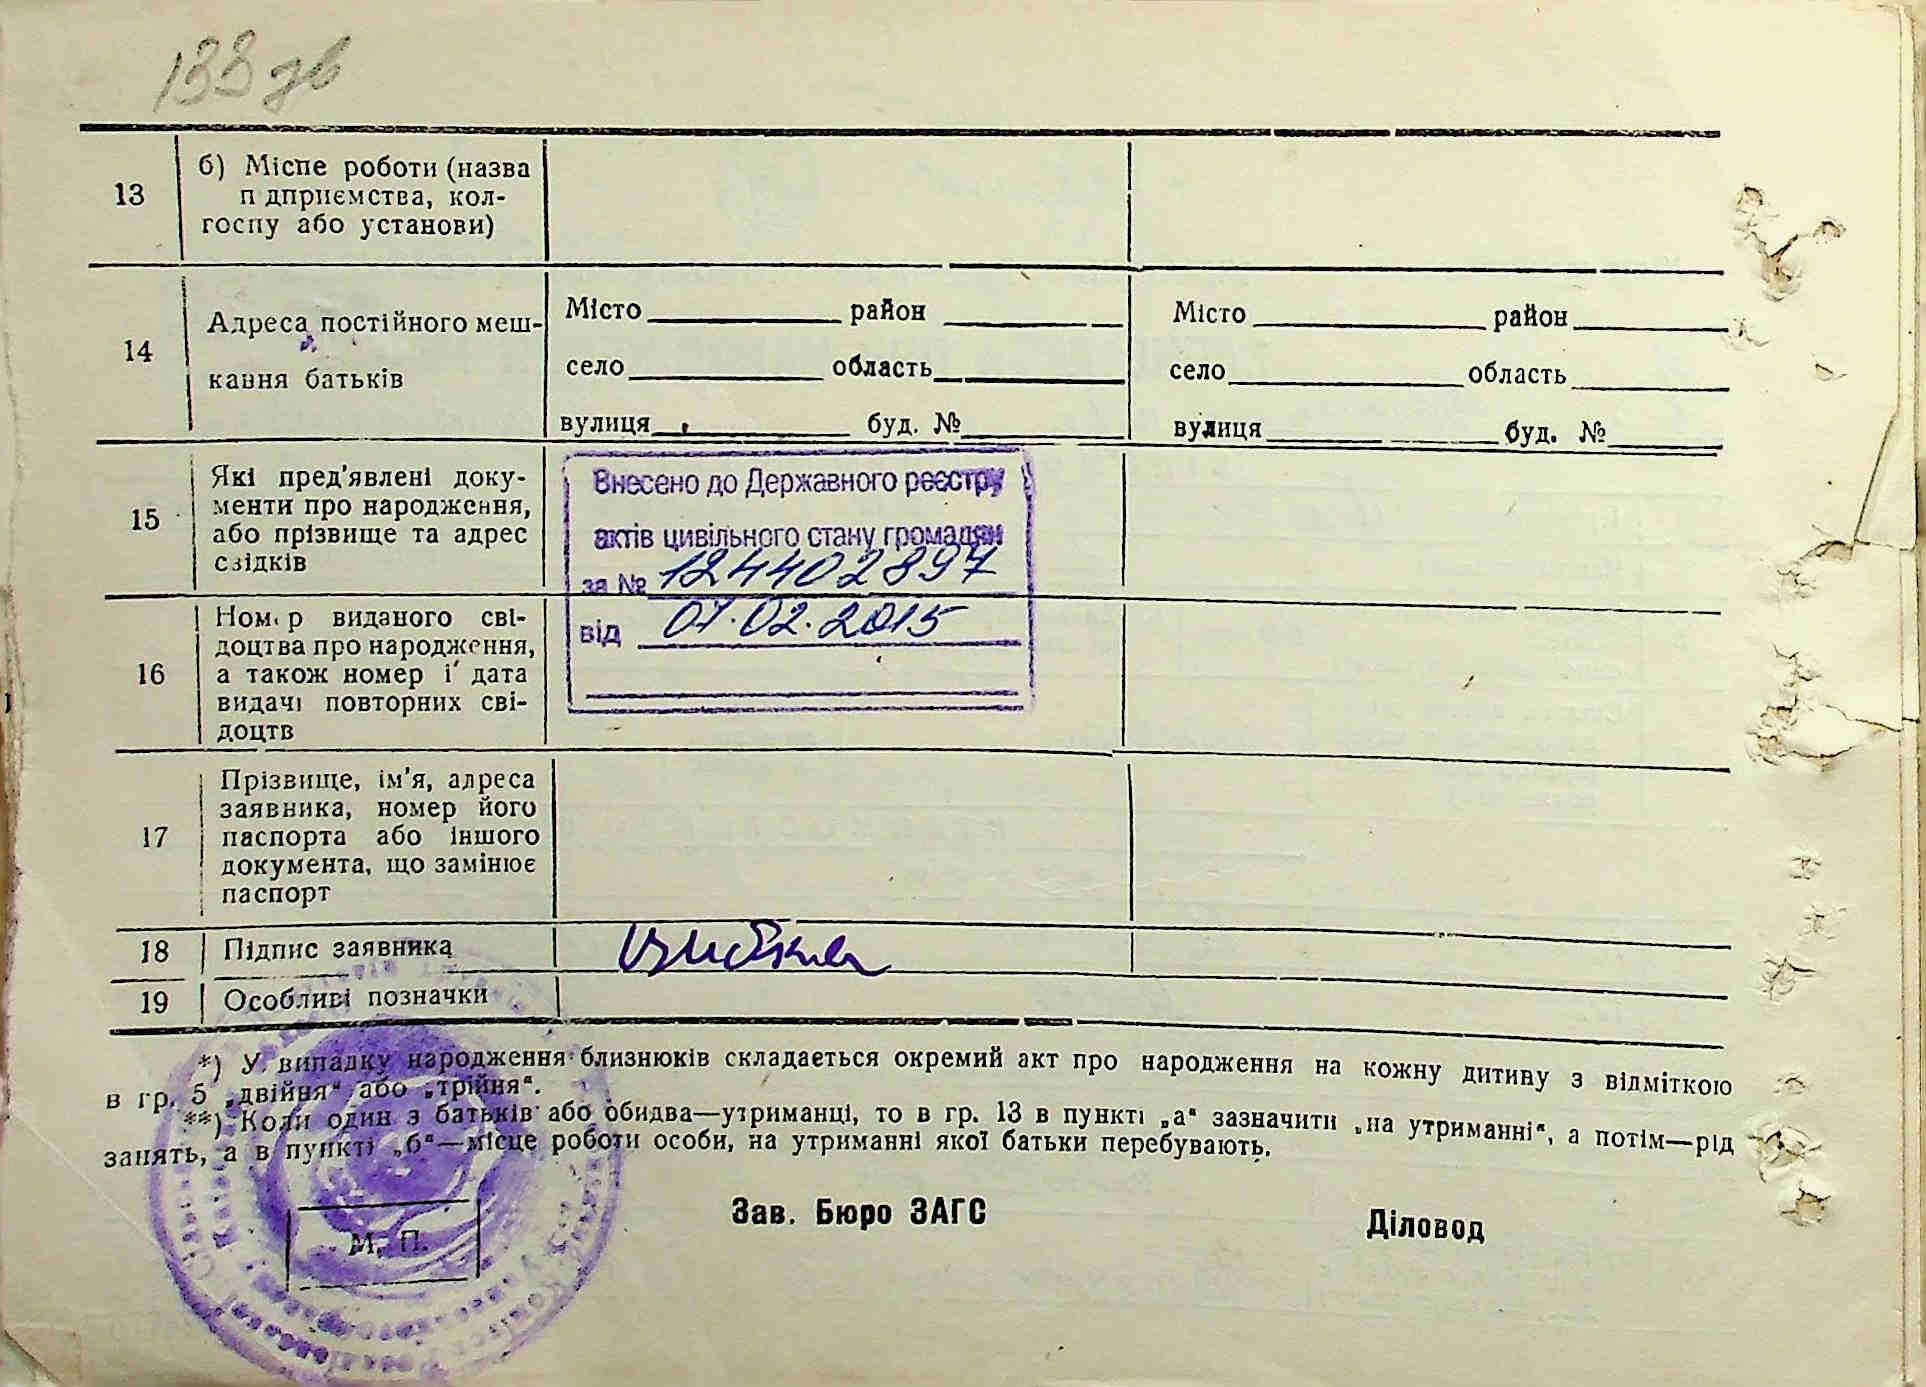 133 зв
13
б) Місце роботи (назва
п дприємства, кол-
госпу або установи)
14
Адреса постійного меш-
кання батьків
Місто район
село область
вулиця буд. №
Місто район
село область
вулиця буд. №
15
Які пред'явлені доку-
менти про народження,
або прізвище та адрес
свідків
Внесено до Державного реєстру
актів цивільного стану громадян
за № 124402897
від 01.02.2015
16
Номер виданого сві-
доцтва про народження,
а також номер і дата
видачі повторних сві-
доцтв
17
Прізвище, ім'я, адреса
заявника, номер його
паспорта або іншого
документа, що замінює
паспорт
18
Підпис заявника
19
Особливі позначки
*) У випадку народження близнюків складається окремий акт про народження на кожну дитину з відміткою
в гр. 5 „двійня“ або „трійня“.
**) Коли один з батьків або обидва—утриманці, то в гр. 13 в пункті „а“ зазначити „на утриманні“, а потім—рід
занять, а в пункті „б“—місце роботи особи, на утриманні якої батьки перебувають.
М. П.
Зав. Бюро ЗАГС
Діловод